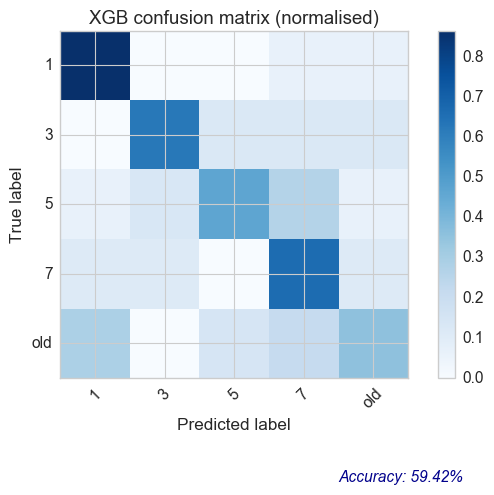 XGB confusion matrix (normalised)
True label
1
3
5
7
old
1
3
5
7
old
Predicted label
0.8
0.7
0.6
0.5
0.4
0.3
0.2
0.1
0.0
Accuracy: 59.42%